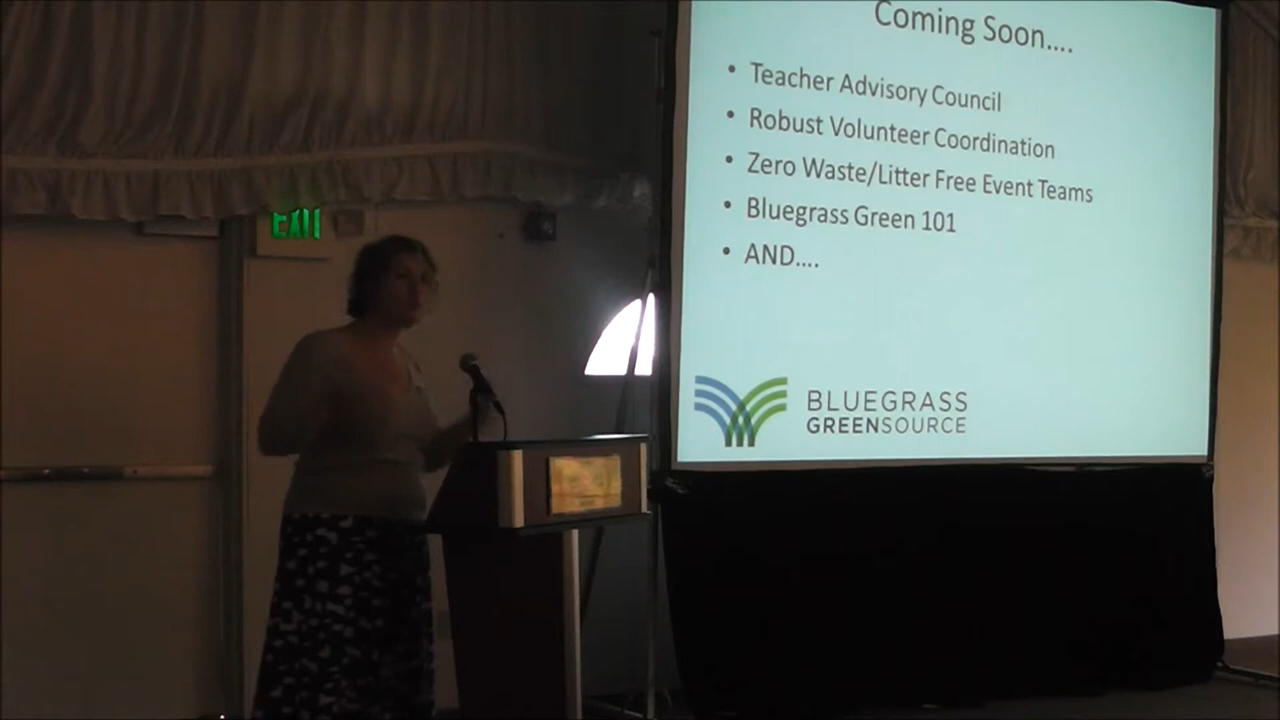 Coming Soon....
• Teacher Advisory Council
• Robust Volunteer Coordination
• Zero Waste/Litter Free Event Teams
• Bluegrass Green 101
• AND....
BLUEGRASS
GREENSOURCE
EXIT